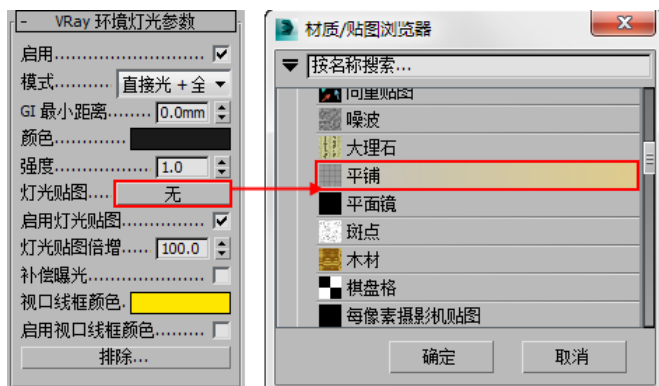 - VRay 环境灯光参数
启用
模式 直接光 + 全
GI 最小距离 0.0mm
颜色
强度 1.0
灯光贴图 无
启用灯光贴图
灯光贴图倍增 100.0
补偿曝光
视口线框颜色
启用视口线框颜色
排除...
材质/贴图浏览器
按名称搜索...
向量贴图
噪波
大理石
平铺
平面镜
斑点
木材
棋盘格
每像素摄影机贴图
确定 取消